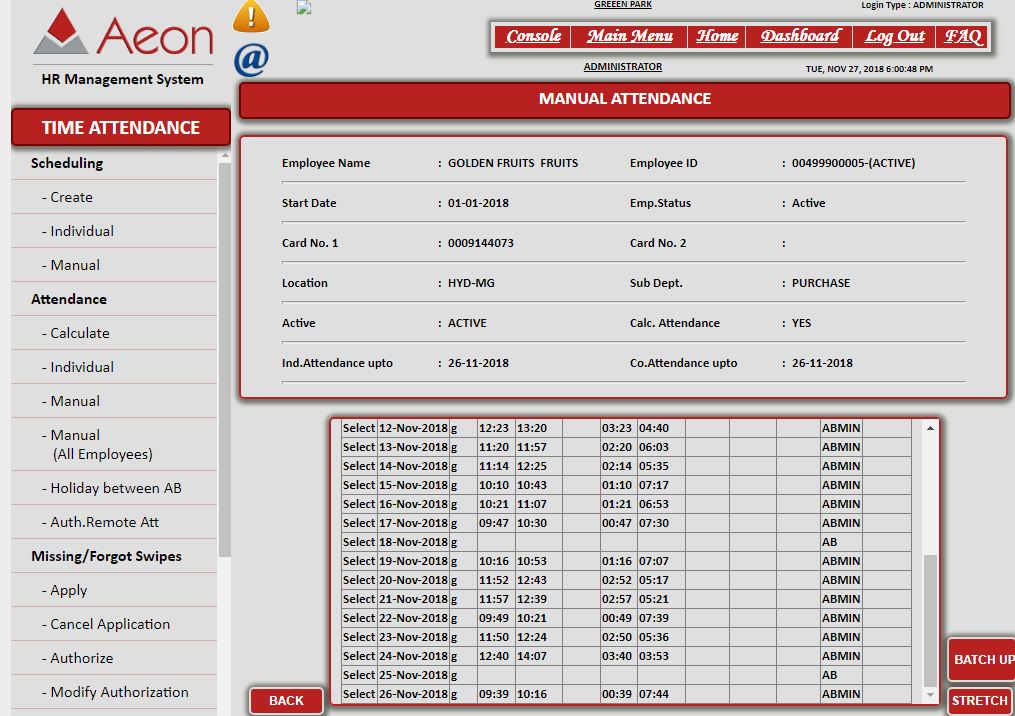 GREEEN PARK
Login Type : ADMINISTRATOR
Aeon
HR Management System
Console Main Menu Home Dashboard Log Out FAQ
ADMINISTRATOR
TUE, NOV 27, 2018 6:00:48 PM
MANUAL ATTENDANCE
TIME ATTENDANCE
Scheduling
- Create
- Individual
- Manual
Attendance
- Calculate
- Individual
- Manual
- Manual
(All Employees)
- Holiday between AB
- Auth.Remote Att
Missing/Forgot Swipes
- Apply
- Cancel Application
- Authorize
- Modify Authorization
Employee Name : GOLDEN FRUITS FRUITS Employee ID : 00499900005-(ACTIVE)
Start Date : 01-01-2018 Emp.Status : Active
Card No. 1 : 0009144073 Card No. 2 :
Location : HYD-MG Sub Dept. : PURCHASE
Active : ACTIVE Calc. Attendance : YES
Ind.Attendance upto : 26-11-2018 Co.Attendance upto : 26-11-2018
Select 12-Nov-2018 g 12:23 13:20 03:23 04:40 ABMIN
Select 13-Nov-2018 g 11:20 11:57 02:20 06:03 ABMIN
Select 14-Nov-2018 g 11:14 12:25 02:14 05:35 ABMIN
Select 15-Nov-2018 g 10:10 10:43 01:10 07:17 ABMIN
Select 16-Nov-2018 g 10:21 11:07 01:21 06:53 ABMIN
Select 17-Nov-2018 g 09:47 10:30 00:47 07:30 ABMIN
Select 18-Nov-2018 g AB
Select 19-Nov-2018 g 10:16 10:53 01:16 07:07 ABMIN
Select 20-Nov-2018 g 11:52 12:43 02:52 05:17 ABMIN
Select 21-Nov-2018 g 11:57 12:39 02:57 05:21 ABMIN
Select 22-Nov-2018 g 09:49 10:21 00:49 07:39 ABMIN
Select 23-Nov-2018 g 11:50 12:24 02:50 05:36 ABMIN
Select 24-Nov-2018 g 12:40 14:07 03:40 03:53 ABMIN
Select 25-Nov-2018 g AB
Select 26-Nov-2018 g 09:39 10:16 00:39 07:44 ABMIN
BATCH UP
BACK
STRETCH